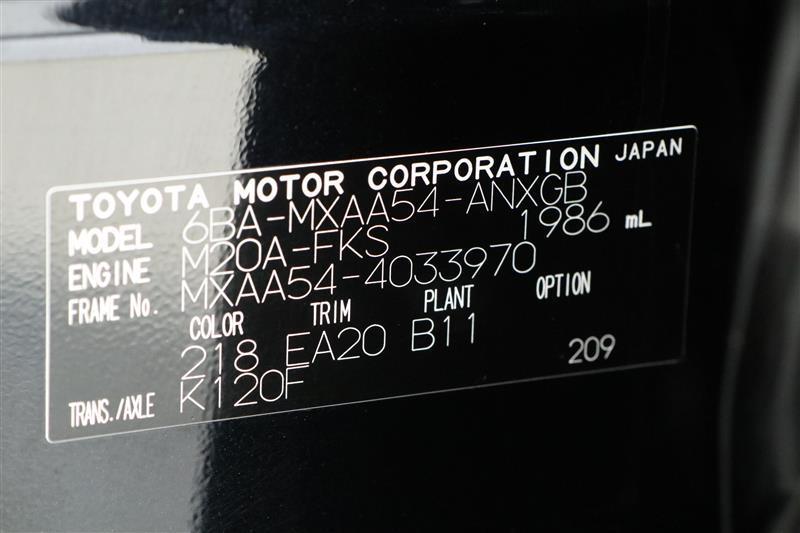 TOYOTA MOTOR CORPORATION JAPAN
MODEL 6BA-MXAA54-ANXGB
ENGINE M20A-FKS 1986 mL
FRAME No. MXAA54-4033970
COLOR TRIM PLANT OPTION
218 EA20 B11
TRANS./AXLE K120F 209